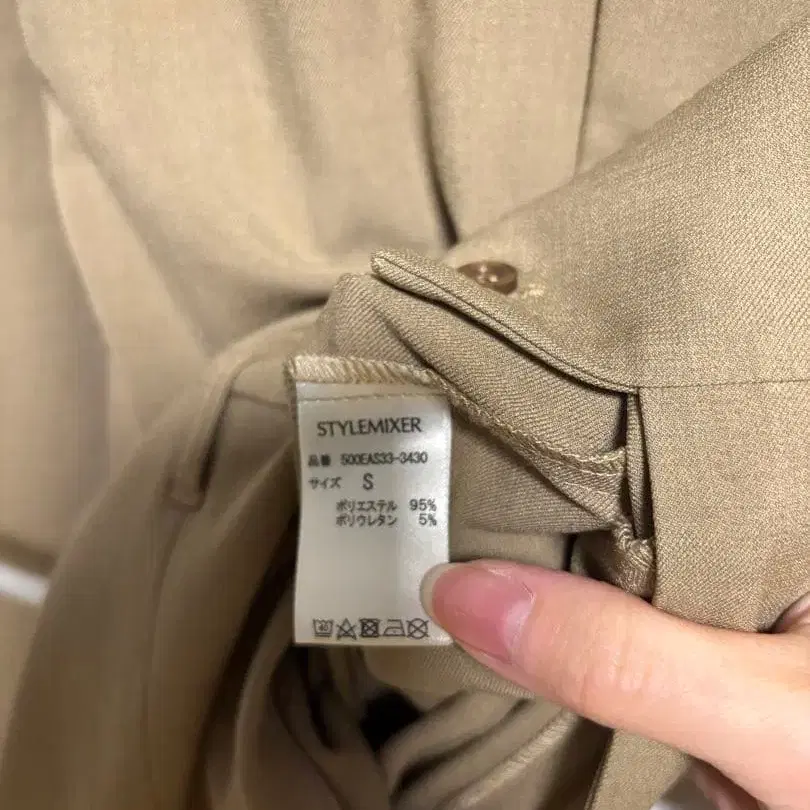 STYLEMIXER
品番 500EAS33-3430
サイズ S
ポリエステル 95%
ポリウレタン 5%